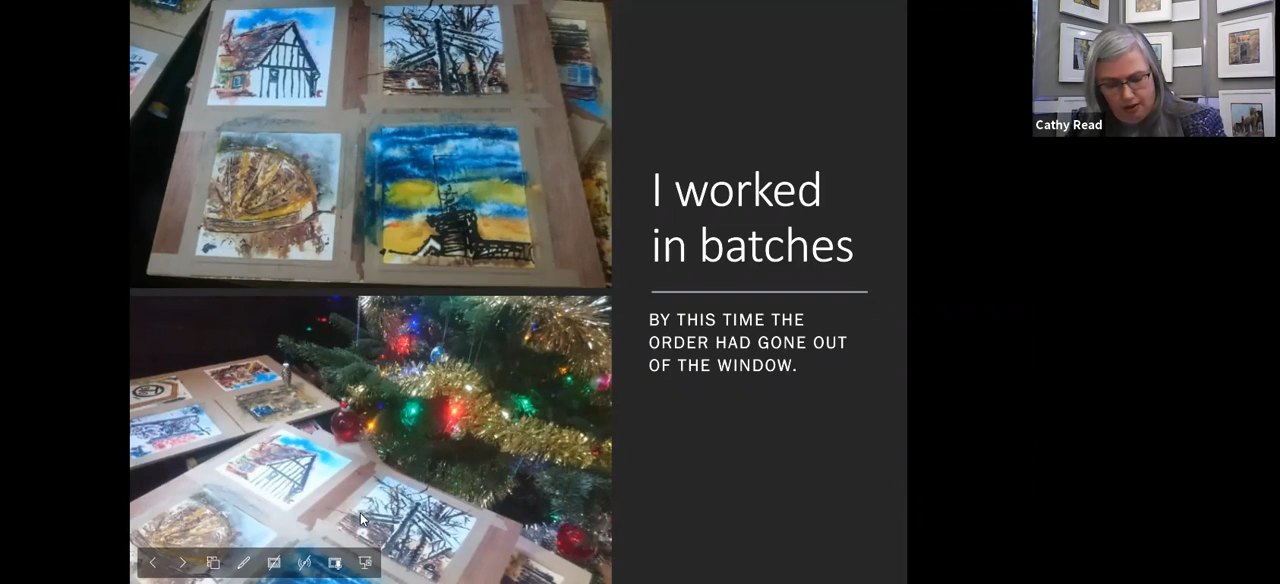 I worked
in batches
BY THIS TIME THE
ORDER HAD GONE OUT
OF THE WINDOW.
Cathy Read